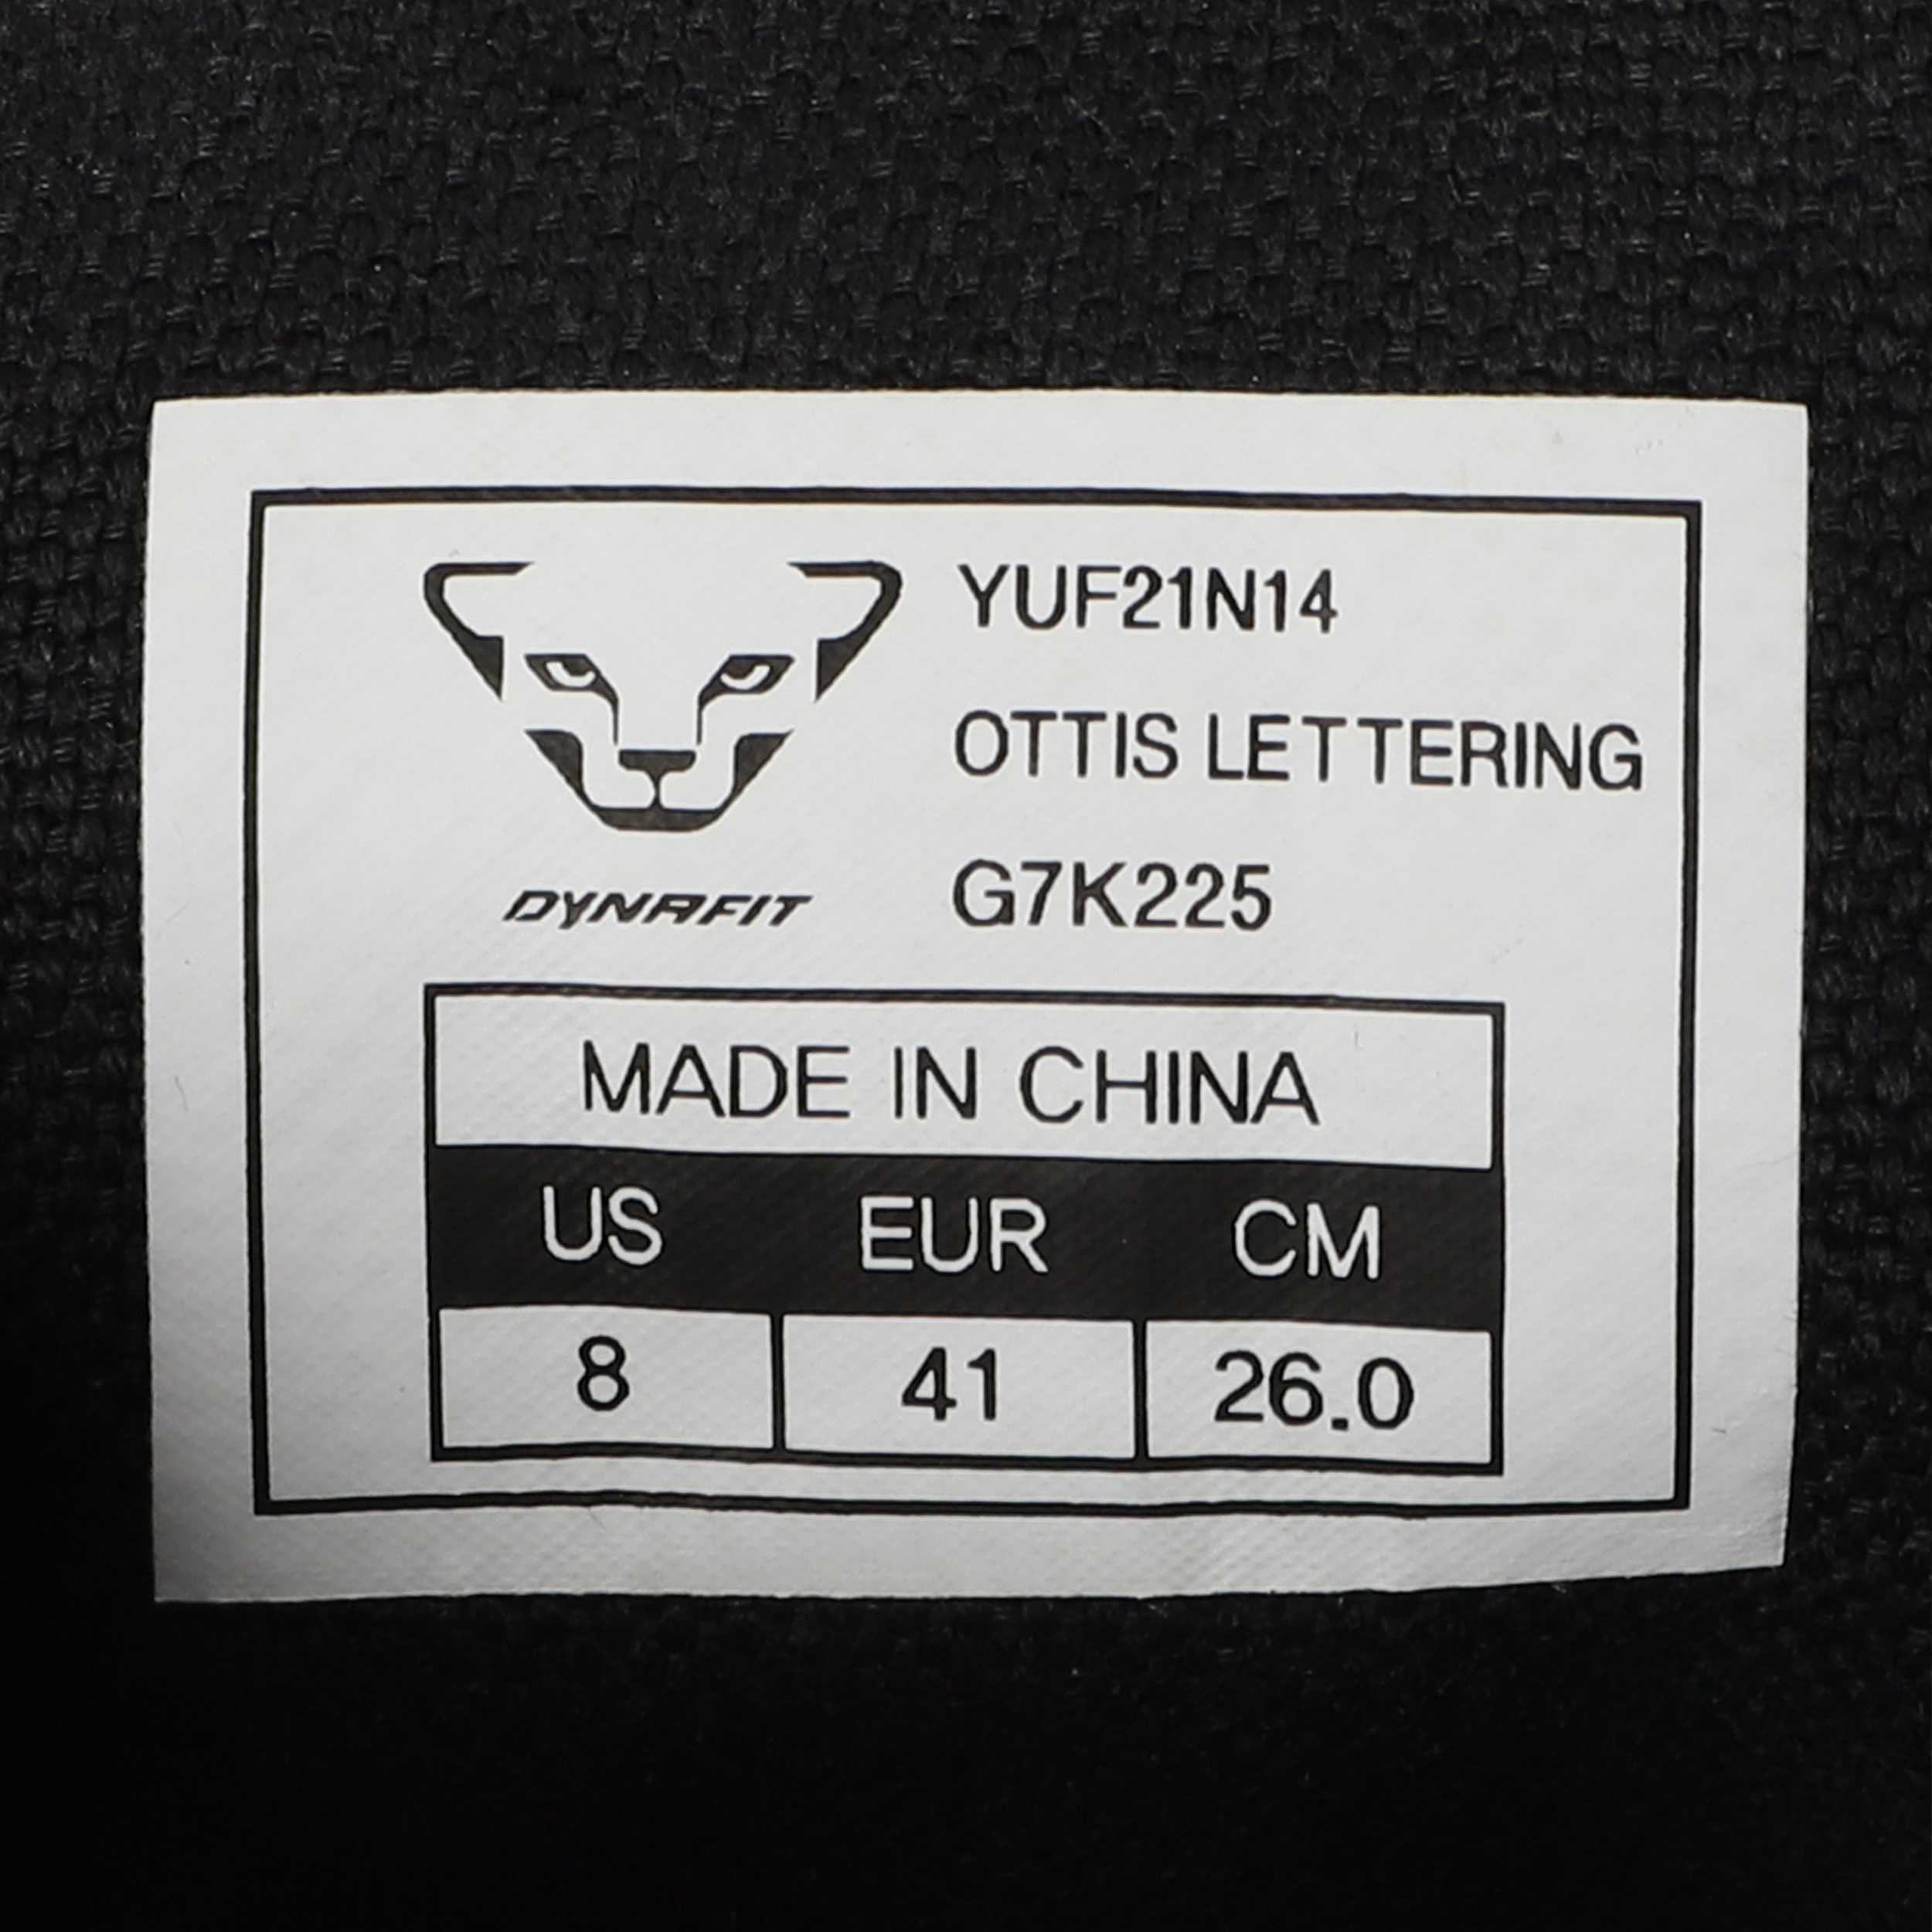 YUF21N14
OTTIS LETTERING
DYNAFIT
G7K225
MADE IN CHINA
US EUR CM
8 41 26.0